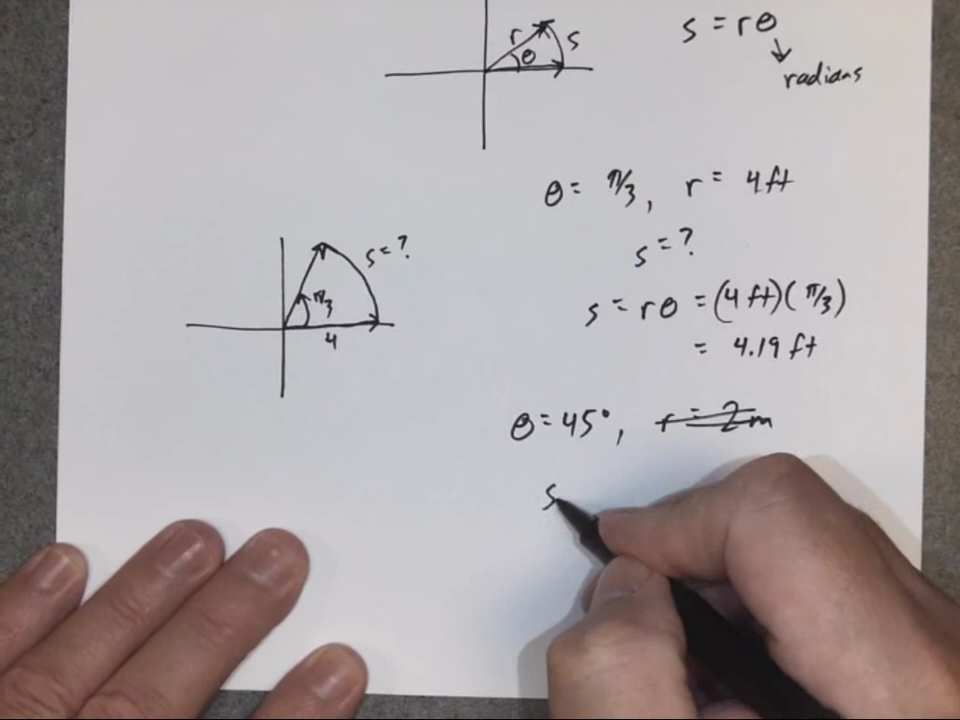 r
s
θ
s = rθ
radians
θ = π/3, r = 4ft
s = ?
s = ?
π/3
4
s = rθ = (4 ft)(π/3)
= 4.19 ft
θ = 45°, r = 2m
s